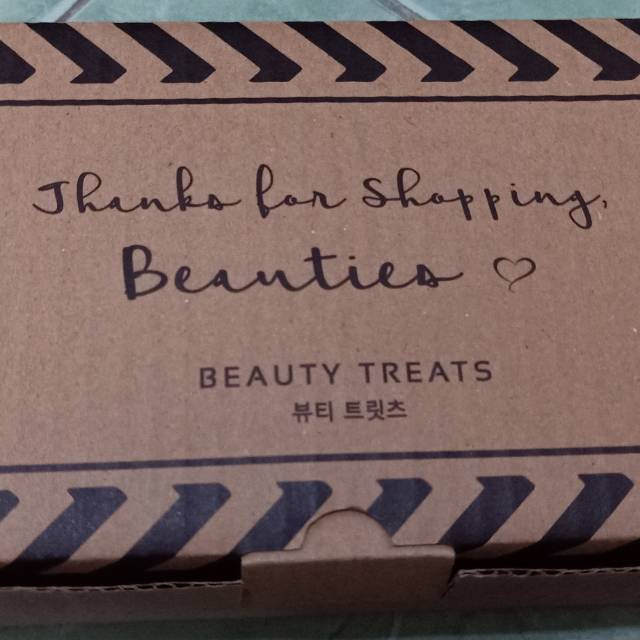 Thanks for Shopping,
Beauties ♡
BEAUTY TREATS
뷰티 트릿츠